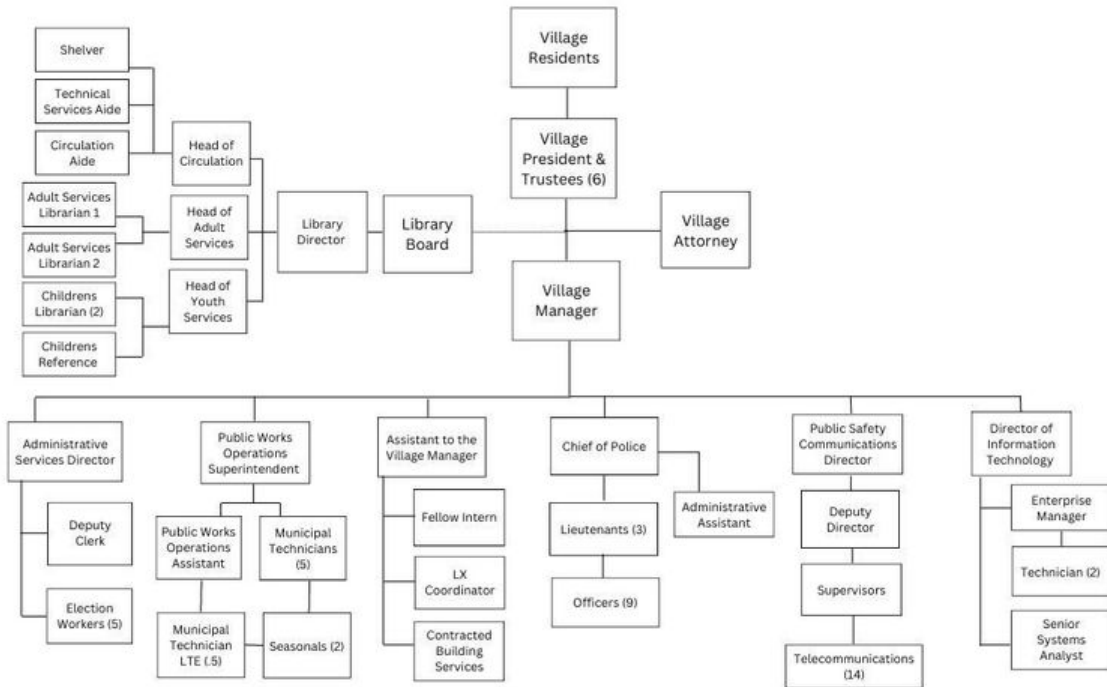 Village
Residents
Village
President &
Trustees (6)
Village
Attorney
Village
Manager
Library
Board
Library
Director
Head of
Circulation
Shelver
Technical
Services Aide
Circulation
Aide
Head of
Adult
Services
Adult Services
Librarian 1
Adult Services
Librarian 2
Head of
Youth
Services
Childrens
Librarian (2)
Childrens
Reference
Administrative
Services Director
Deputy
Clerk
Election
Workers (5)
Public Works
Operations
Superintendent
Public Works
Operations
Assistant
Municipal
Technicians
(5)
Municipal
Technician
LTE (.5)
Seasonals (2)
Assistant to the
Village Manager
Fellow Intern
LX
Coordinator
Contracted
Building
Services
Chief of Police
Administrative
Assistant
Lieutenants (3)
Officers (9)
Public Safety
Communications
Director
Deputy
Director
Supervisors
Telecommunications
(14)
Director of
Information
Technology
Enterprise
Manager
Technician (2)
Senior
Systems
Analyst